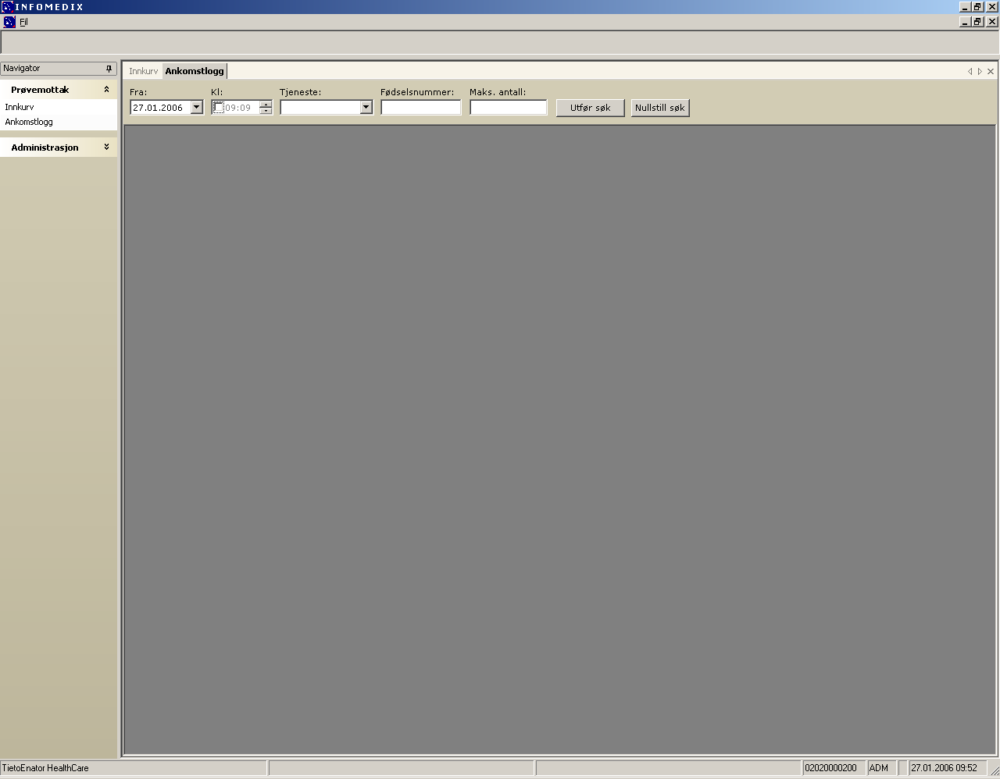 INFOMEDIX
Fil
Navigator
Prøvemottak
Innkurv
Ankomstlogg
Administrasjon
Innkurv Ankomstlogg
Fra: Kl: Tjeneste: Fødselsnummer: Maks. antall:
27.01.2006 09:09 Utfør søk Nullstill søk
TietoEnator HealthCare 02020000200 ADM 27.01.2006 09:52